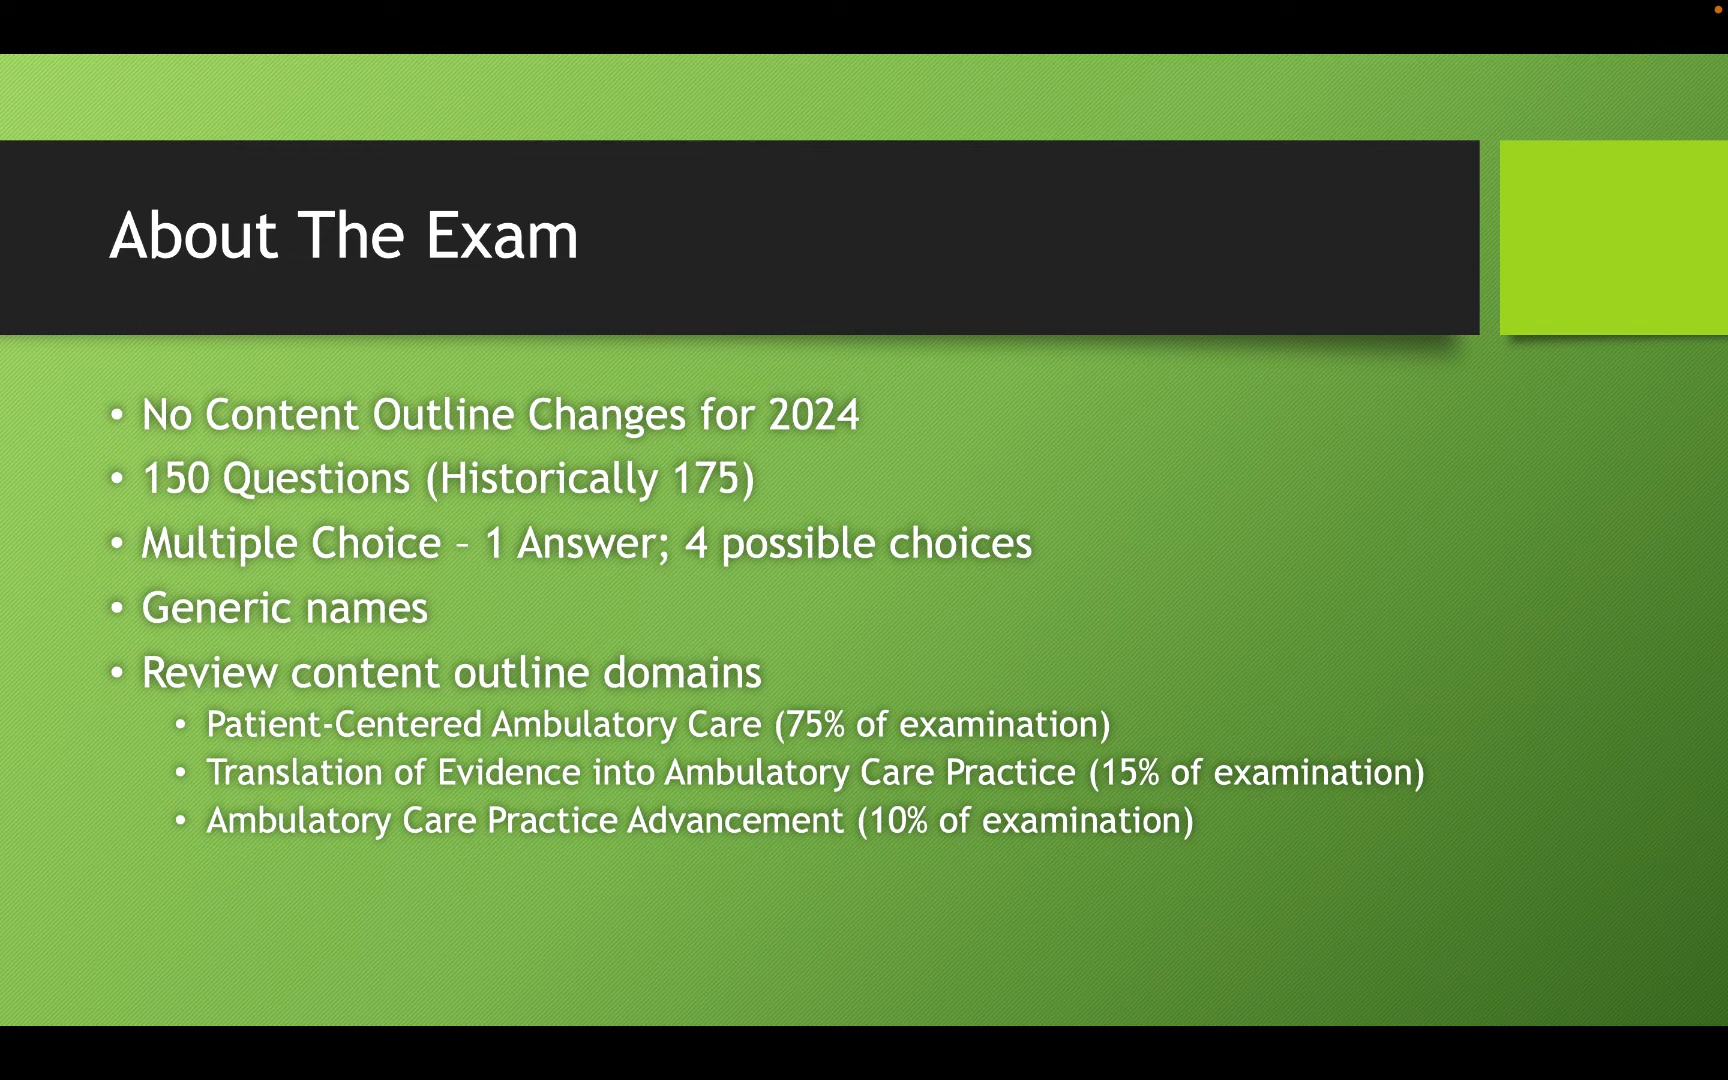 About The Exam
• No Content Outline Changes for 2024
• 150 Questions (Historically 175)
• Multiple Choice – 1 Answer; 4 possible choices
• Generic names
• Review content outline domains
• Patient-Centered Ambulatory Care (75% of examination)
• Translation of Evidence into Ambulatory Care Practice (15% of examination)
• Ambulatory Care Practice Advancement (10% of examination)